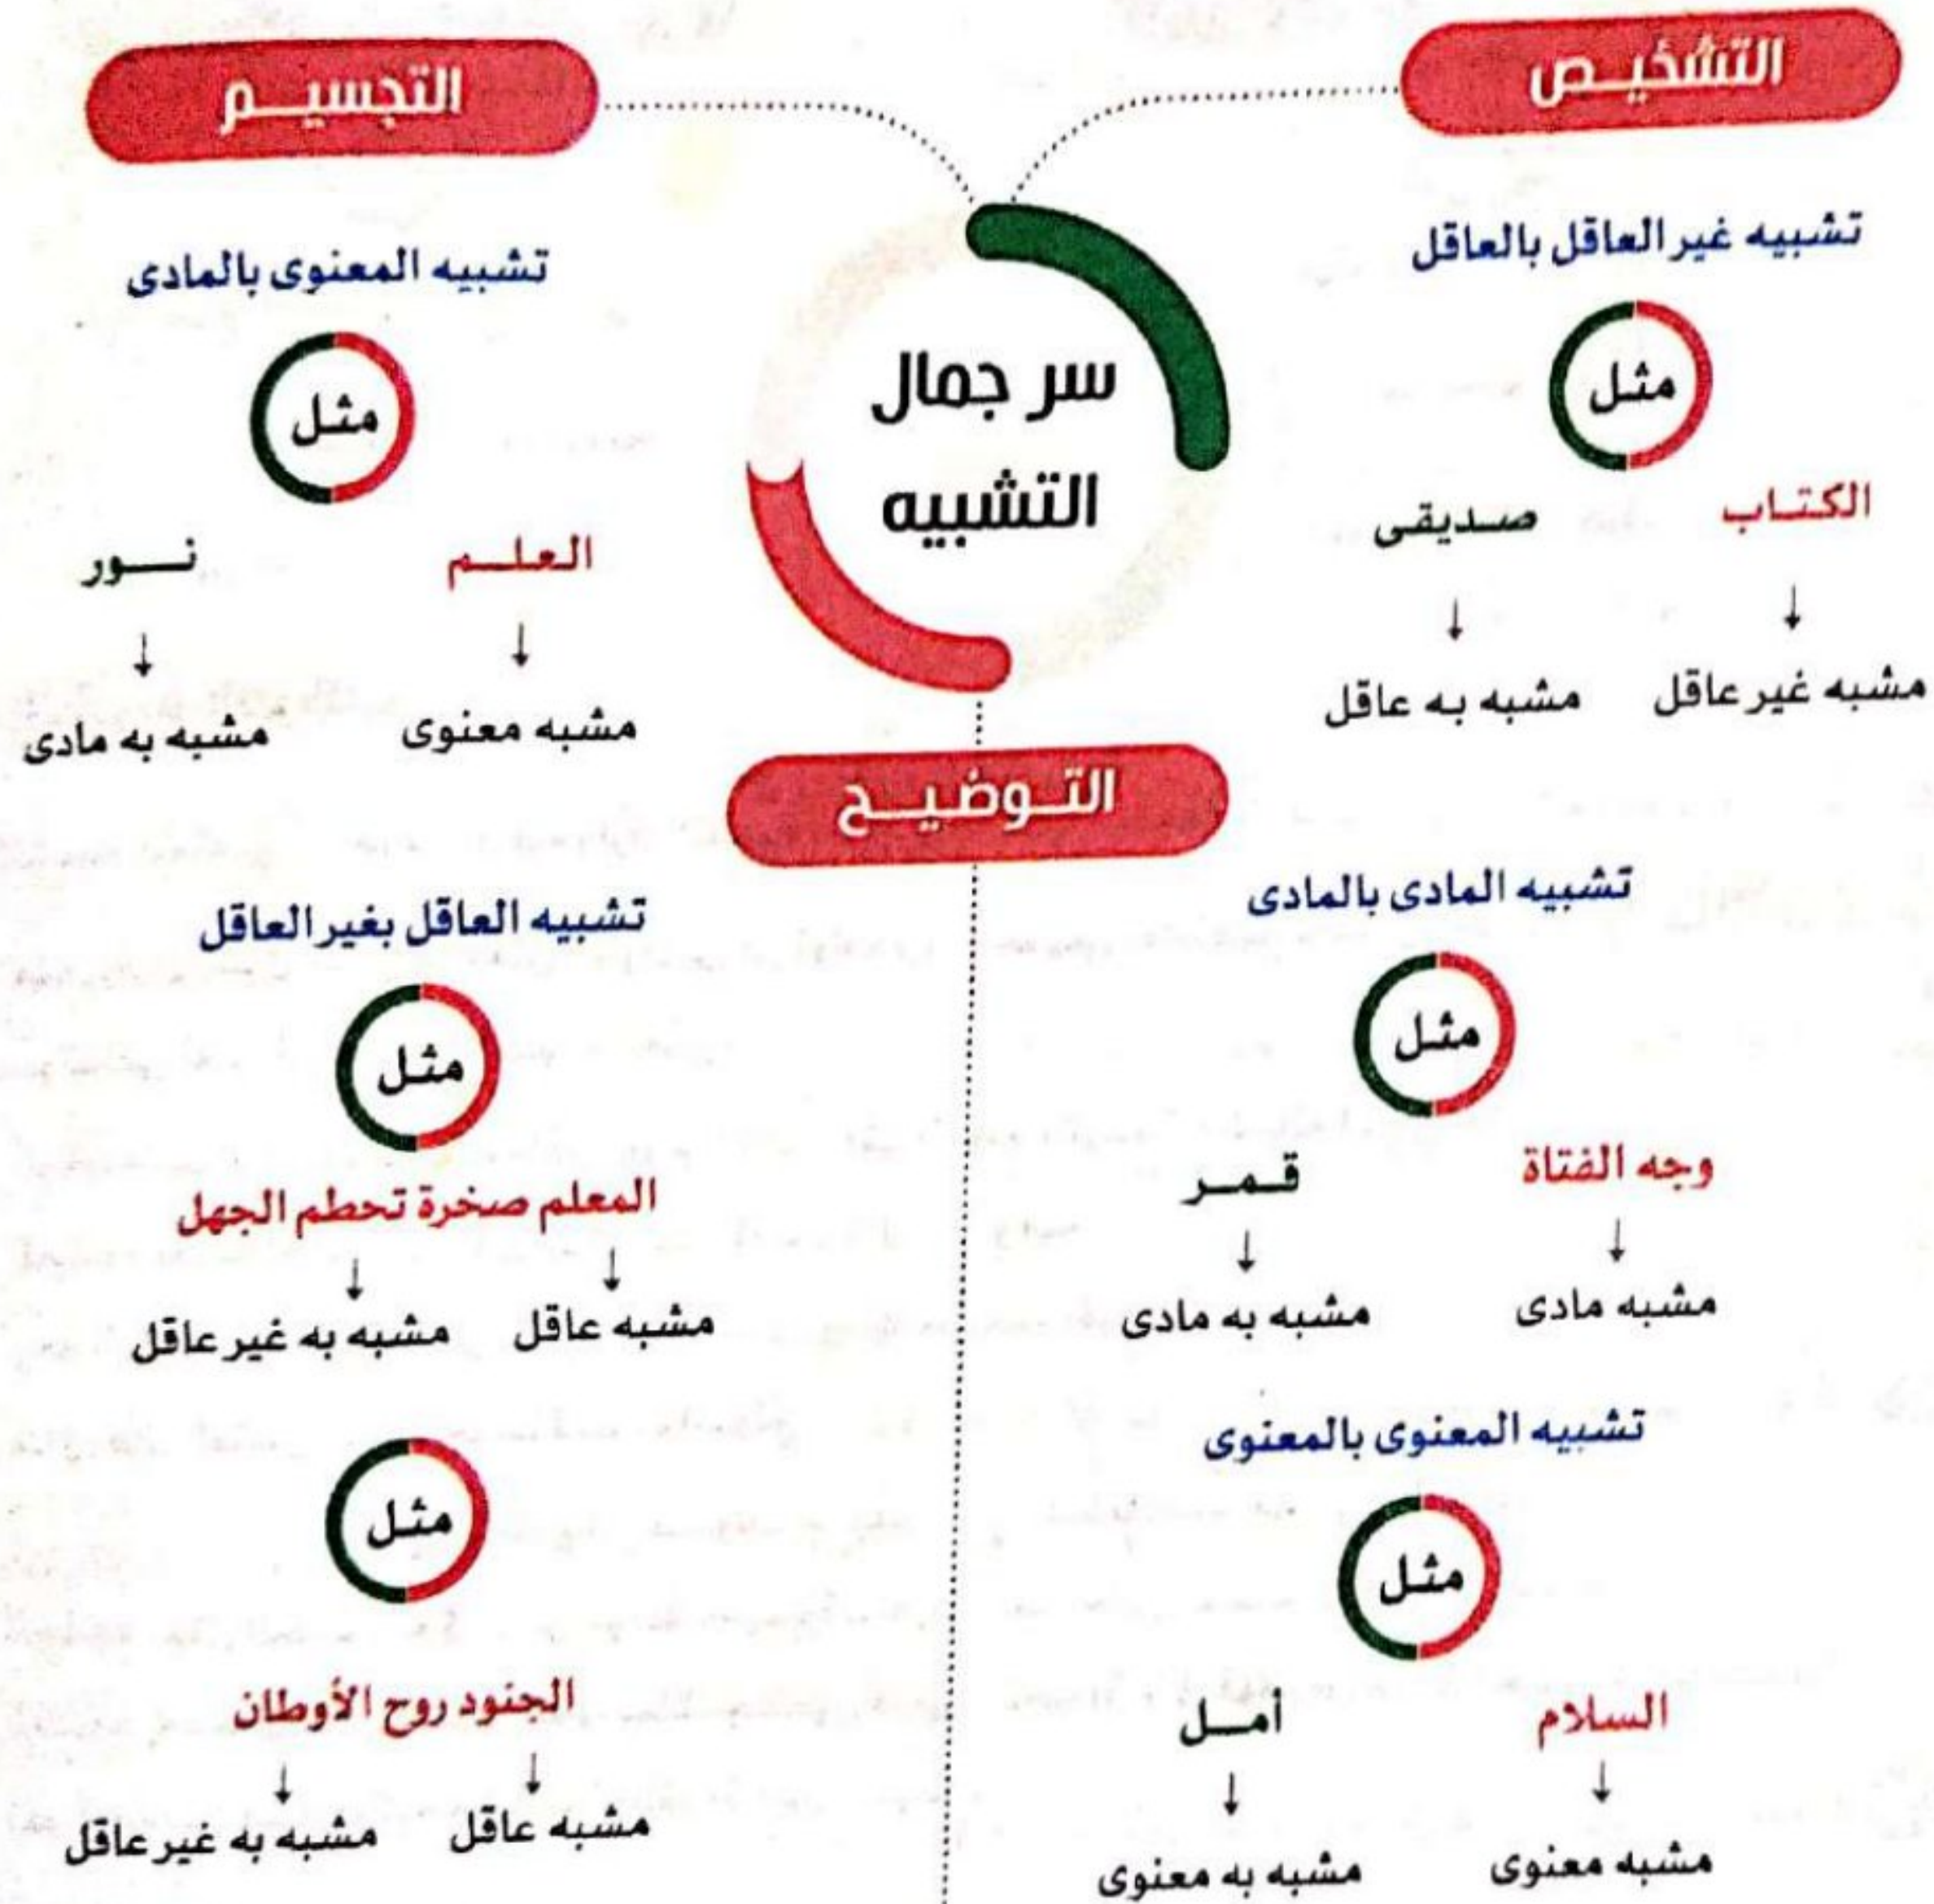 التشخيص
تشبيه غير العاقل بالعاقل
مثل
الكتاب صديقى
مشبه غير عاقل مشبه به عاقل
التجسيم
تشبيه المعنوى بالمادى
مثل
العلم نور
مشبه معنوى مشبه به مادى
سر جمال
التشبيه
التوضيح
تشبيه المادى بالمادى
مثل
وجه الفتاة قمر
مشبه مادى مشبه به مادى
تشبيه المعنوى بالمعنوى
مثل
السلام أمل
مشبه معنوى مشبه به معنوى
تشبيه العاقل بغير العاقل
مثل
المعلم صخرة تحطم الجهل
مشبه عاقل مشبه به غير عاقل
مثل
الجنود روح الأوطان
مشبه عاقل مشبه به غير عاقل